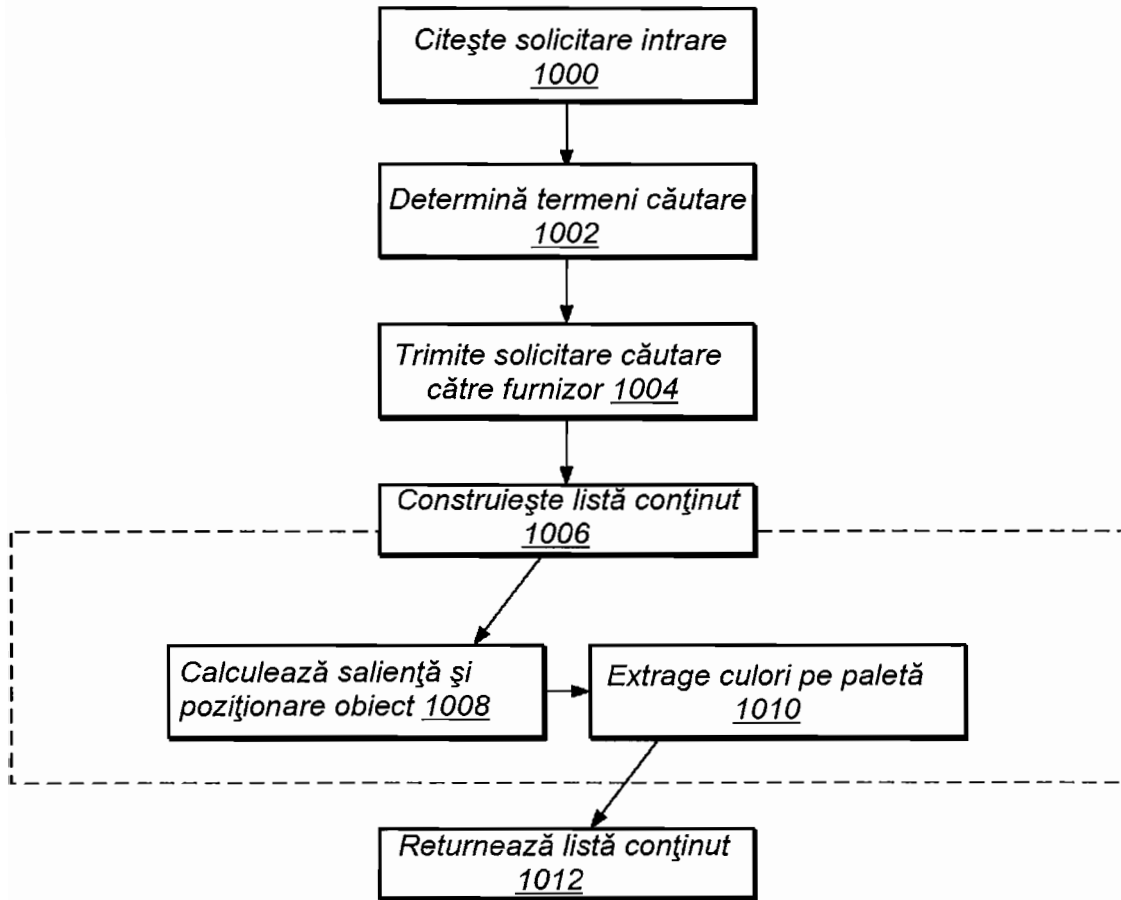 Citeşte solicitare intrare
1000
Determină termeni căutare
1002
Trimite solicitare căutare
către furnizor 1004
Construieşte listă conţinut
1006
Calculează salienţă şi
poziţionare obiect 1008
Extrage culori pe paletă
1010
Returnează listă conţinut
1012